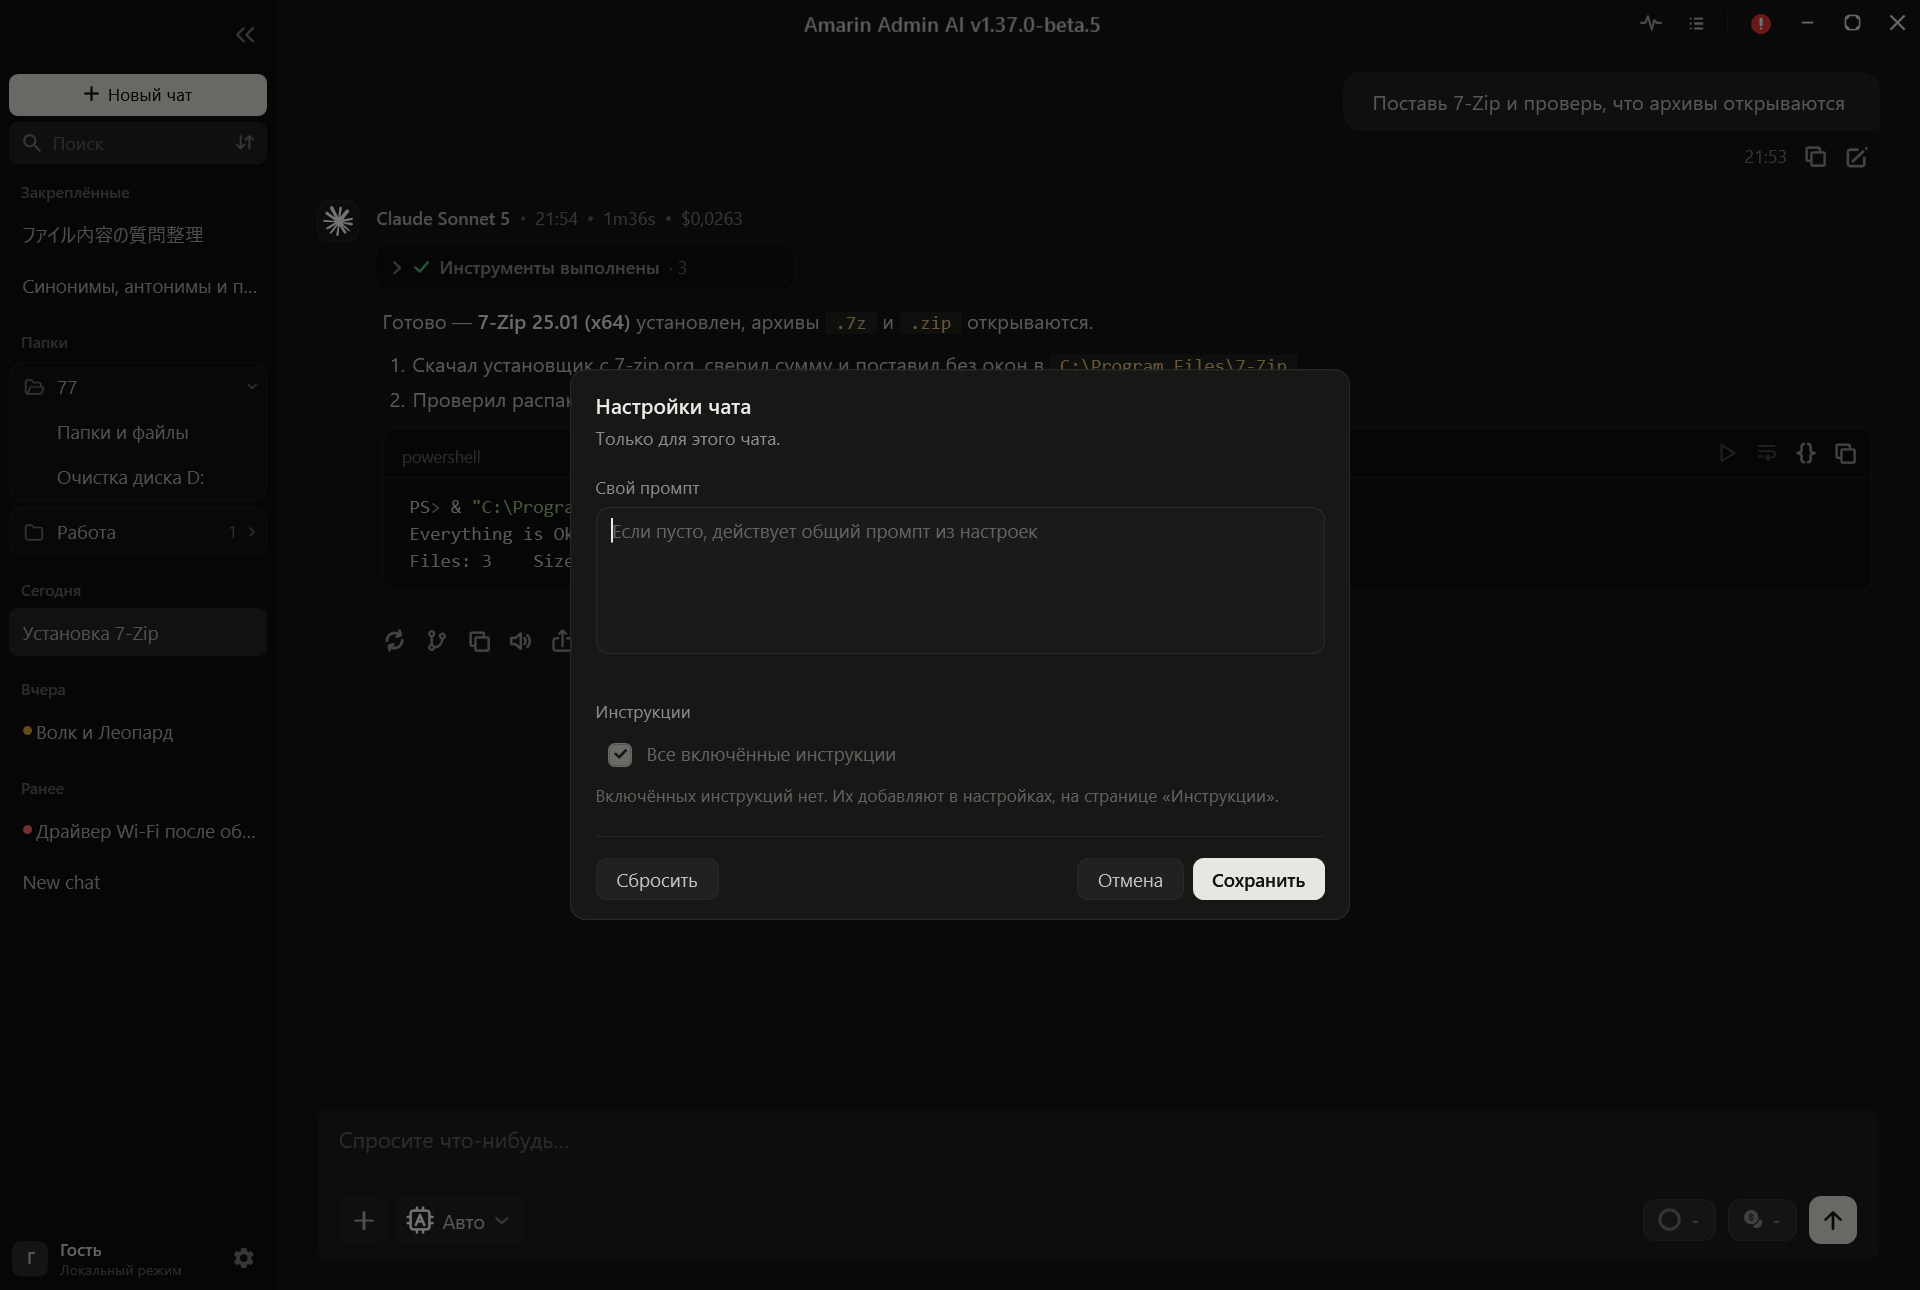 Amarin Admin AI v1.37.0-beta.5
Новый чат
Поиск
Закреплённые
ファイル内容の質問整理
Синонимы, антонимы и п...
Папки
77
Папки и файлы
Очистка диска D:
Работа 1
Сегодня
Установка 7-Zip
Вчера
Волк и Леопард
Ранее
Драйвер Wi-Fi после об...
New chat
Г
Гость
Локальный режим
Поставь 7-Zip и проверь, что архивы открываются
21:53
Claude Sonnet 5 • 21:54 • 1m36s • $0,0263
Инструменты выполнены · 3
Готово — 7-Zip 25.01 (x64) установлен, архивы .7z и .zip открываются.
1. Скачал установщик с 7-zip.org, сверил сумму и поставил без окон в C:\Program Files\7-Zip
2. Проверил
powershell
PS> & "C:\Progra
Everything is Ok
Files: 3 Size
Настройки чата
Только для этого чата.
Свой промпт
Если пусто, действует общий промпт из настроек
Инструкции
Все включённые инструкции
Включённых инструкций нет. Их добавляют в настройках, на странице «Инструкции».
Сбросить
Отмена
Сохранить
Спросите что-нибудь...
Авто
-
-